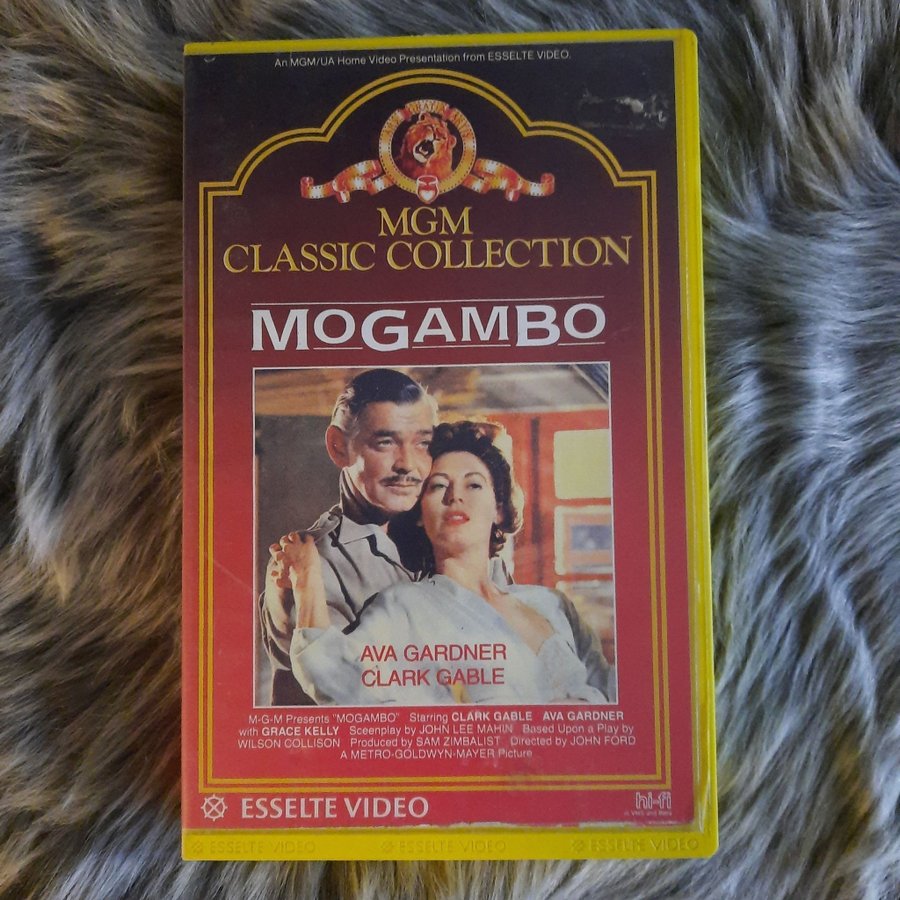 An MGM/UA Home Video Presentation from ESSELTE VIDEO.
MGM
CLASSIC COLLECTION
MOGAMBO
AVA GARDNER
CLARK GABLE
M-G-M Presents "MOGAMBO" Starring CLARK GABLE AVA GARDNER
with GRACE KELLY Sceenplay by JOHN LEE MAHIN Based Upon a Play by
WILSON COLLISON Produced by SAM ZIMBALIST Directed by JOHN FORD
A METRO-GOLDWYN-MAYER Picture
ESSELTE VIDEO
hi-fi
ESSELTE VIDEO ESSELTE VIDEO ESSELTE VIDEO